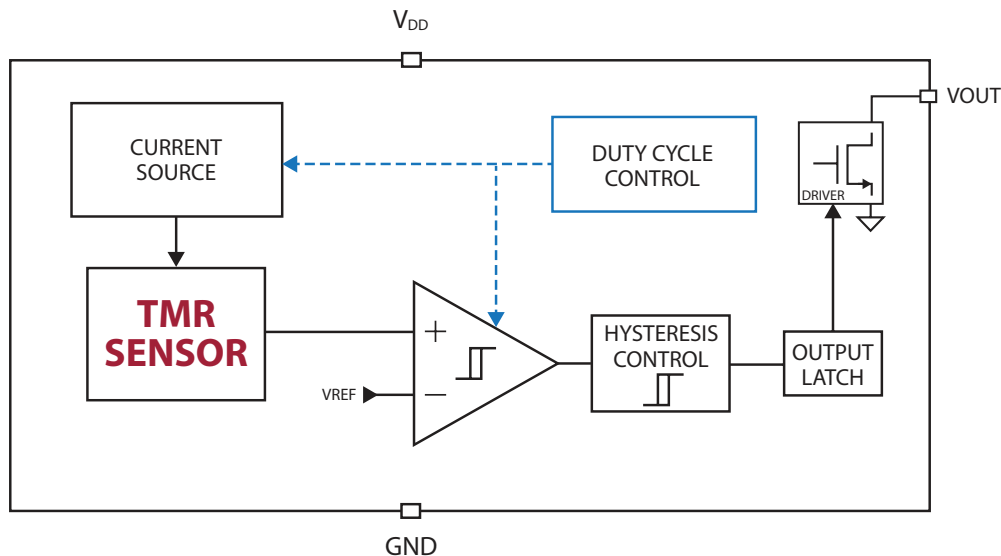 VDD
VOUT
CURRENT
SOURCE
DUTY CYCLE
CONTROL
DRIVER
TMR
SENSOR
+
HYSTERESIS
CONTROL
OUTPUT
LATCH
VREF
−
GND